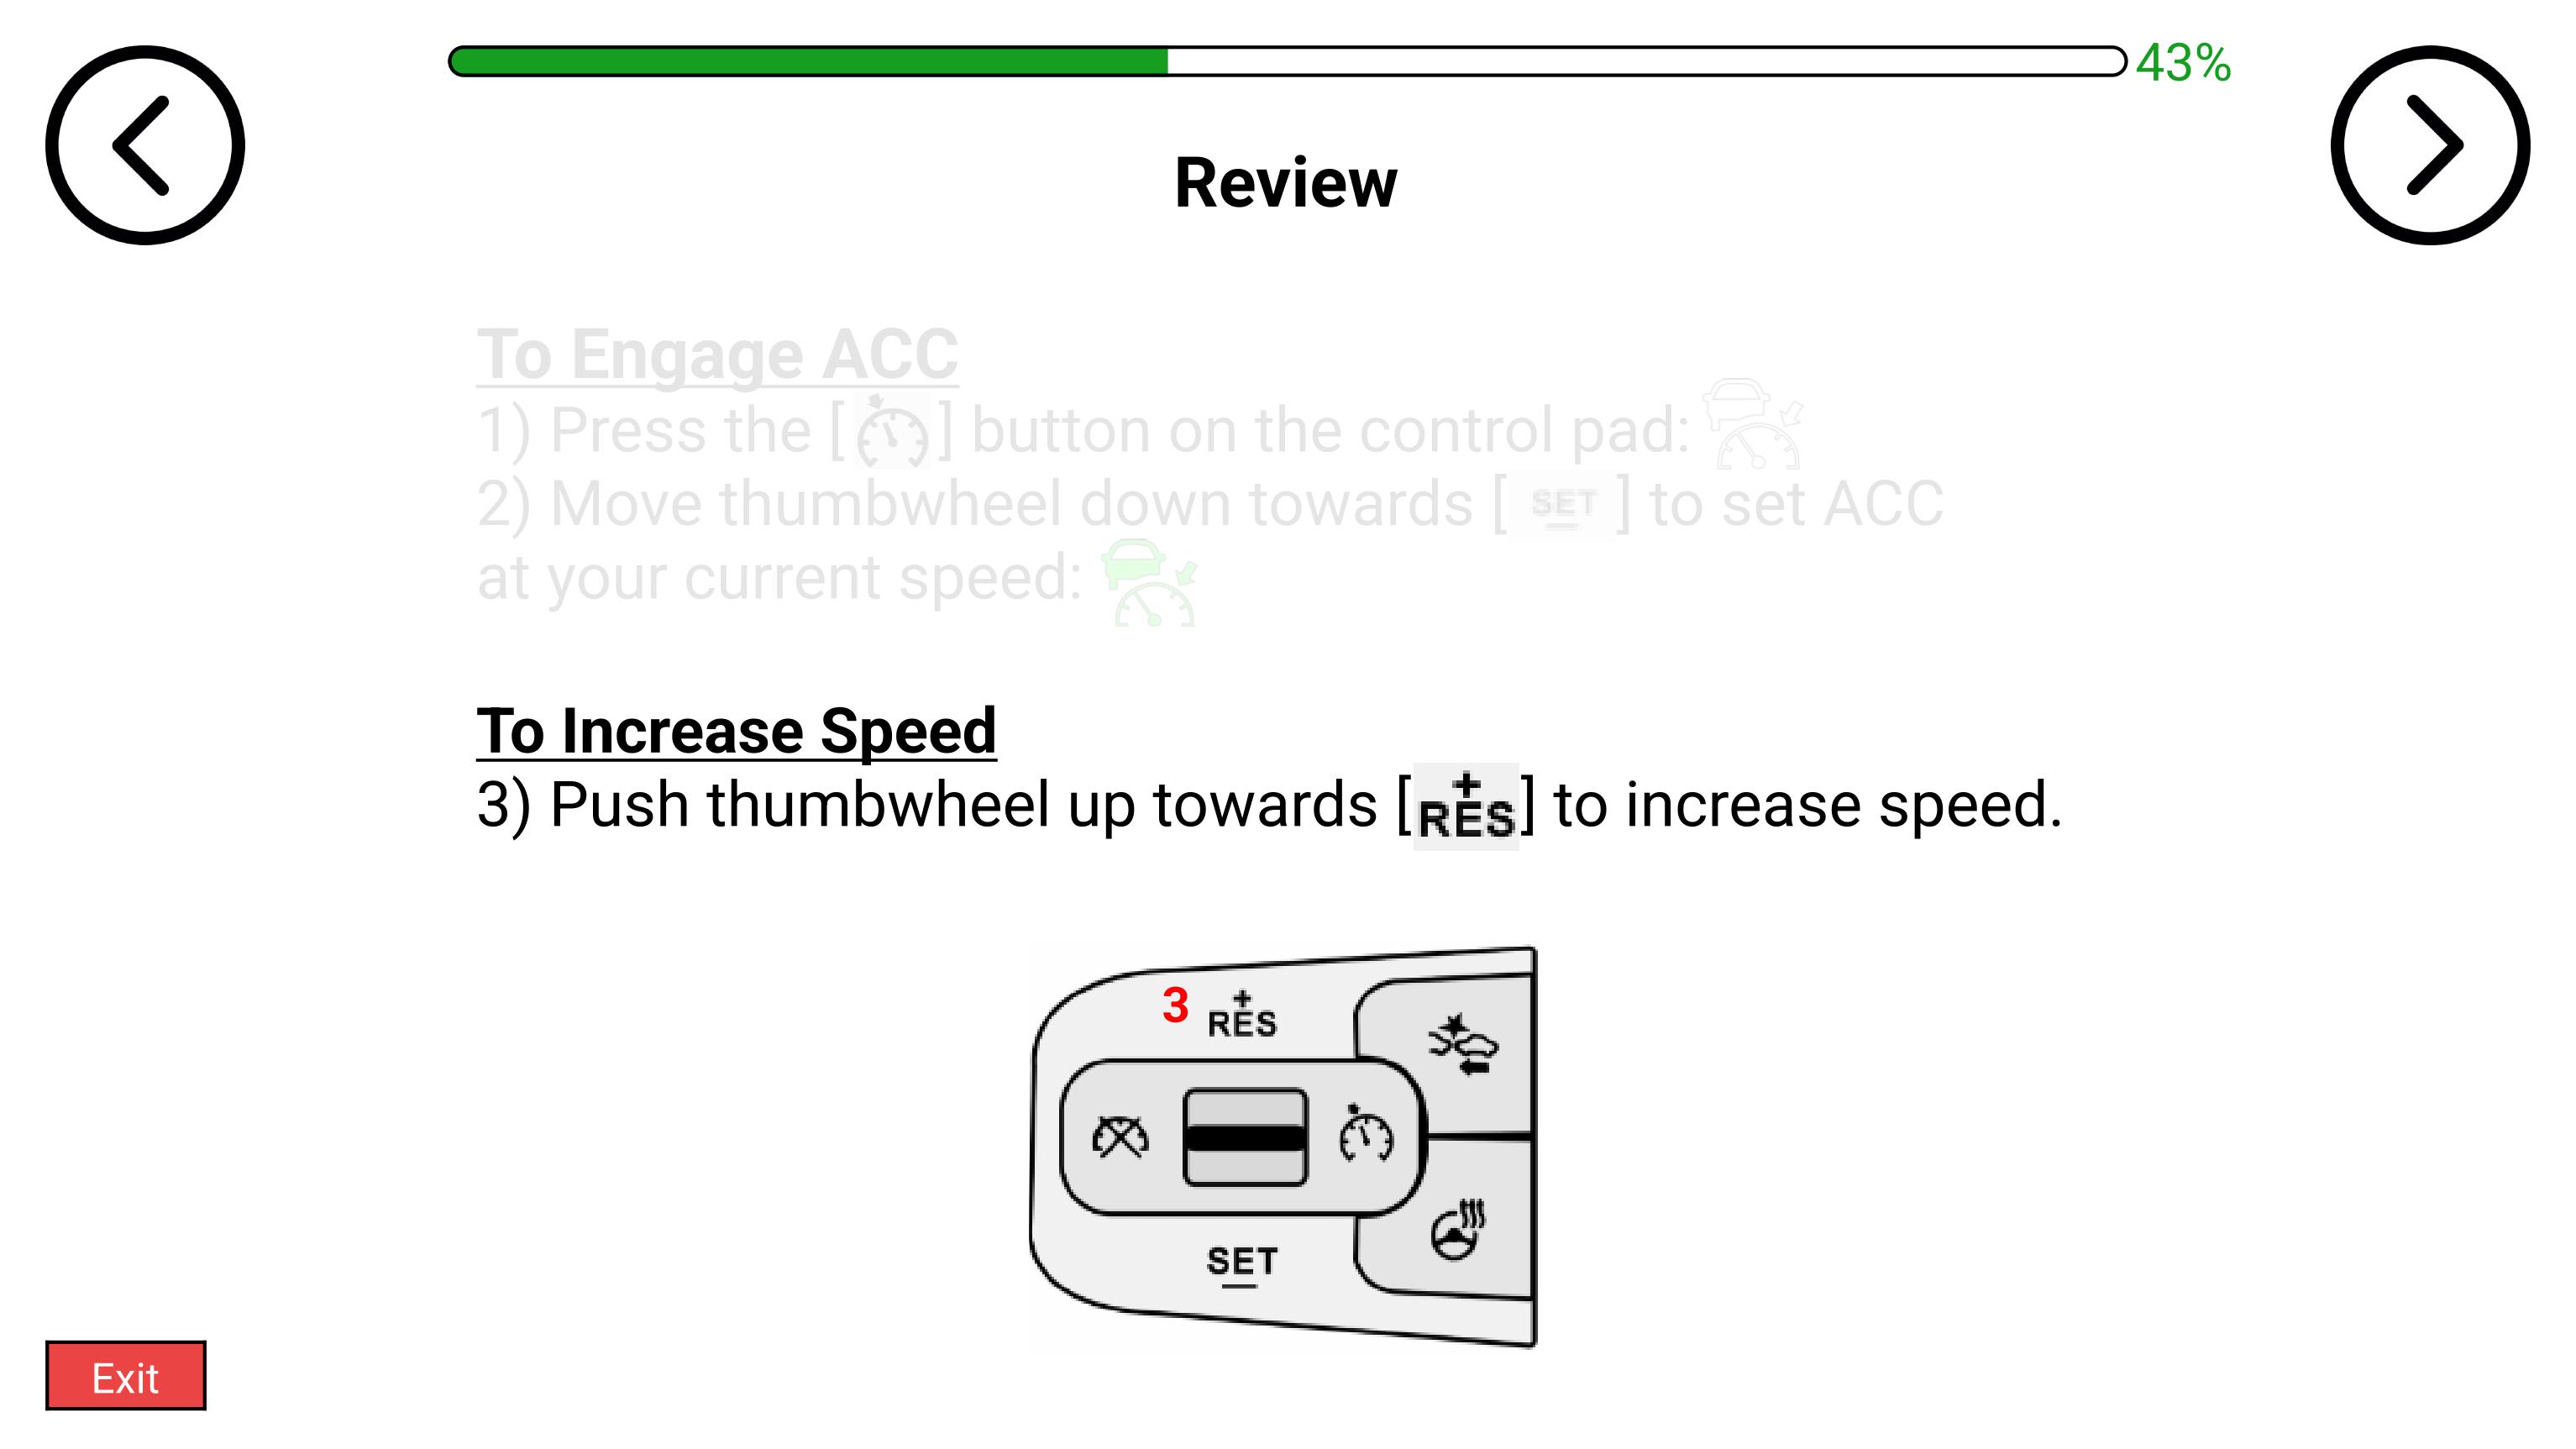 43%
Review
To Engage ACC
1) Press the [ ] button on the control pad:
2) Move thumbwheel down towards [ SET ] to set ACC
at your current speed:
To Increase Speed
3) Push thumbwheel up towards [+ RES] to increase speed.
3 + RES
SET
Exit